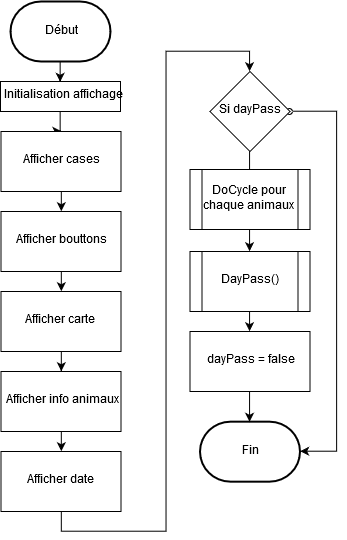 Début
Initialisation affichage
Afficher cases
Afficher bouttons
Afficher carte
Afficher info animaux
Afficher date
Si dayPass
DoCycle pour
chaque animaux
DayPass()
dayPass = false
Fin